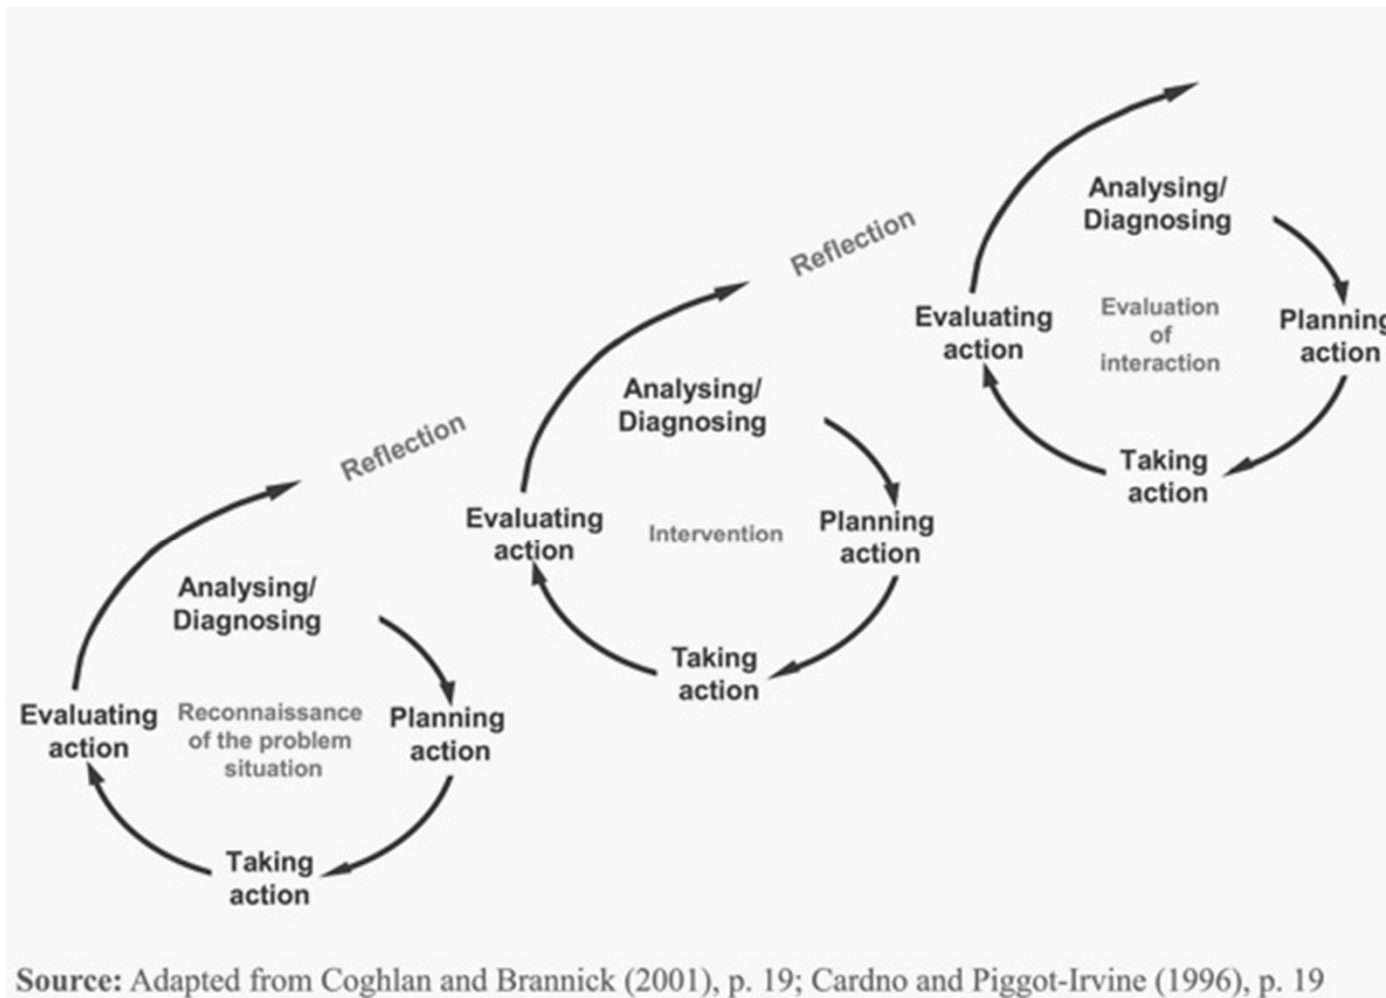 Reconnaissance
of the problem
situation
Analysing/
Diagnosing
Planning
action
Taking
action
Evaluating
action
Reflection
Intervention
Analysing/
Diagnosing
Planning
action
Taking
action
Evaluating
action
Reflection
Evaluation
of
interaction
Analysing/
Diagnosing
Planning
action
Taking
action
Evaluating
action
Source: Adapted from Coghlan and Brannick (2001), p. 19; Cardno and Piggot-Irvine (1996), p. 19